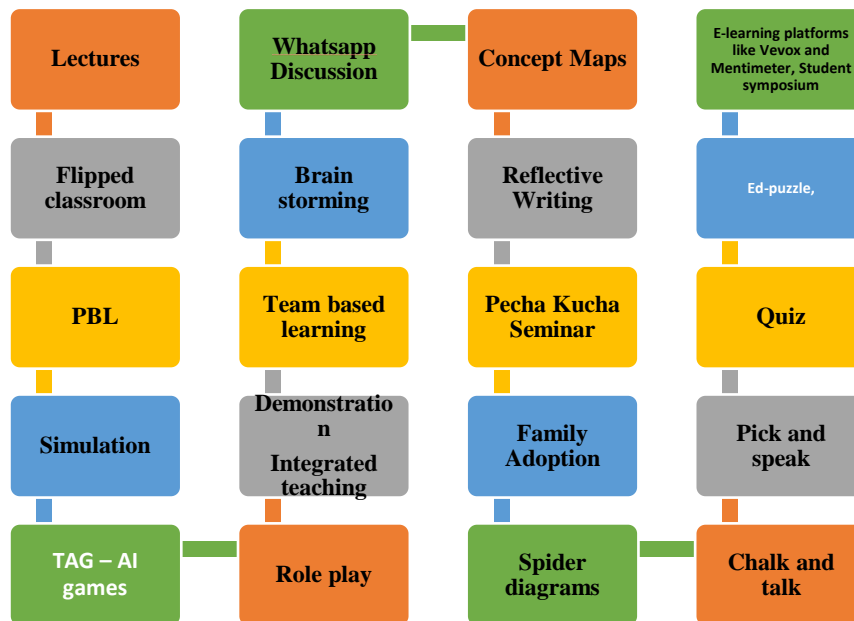 Lectures
Flipped
classroom
PBL
Simulation
TAG – AI
games
Role play
Demonstratio
n
Integrated
teaching
Team based
learning
Brain
storming
Whatsapp
Discussion
Concept Maps
Reflective
Writing
Pecha Kucha
Seminar
Family
Adoption
Spider
diagrams
Chalk and
talk
Pick and
speak
Quiz
Ed-puzzle,
E-learning platforms
like Vevox and
Mentimeter, Student
symposium